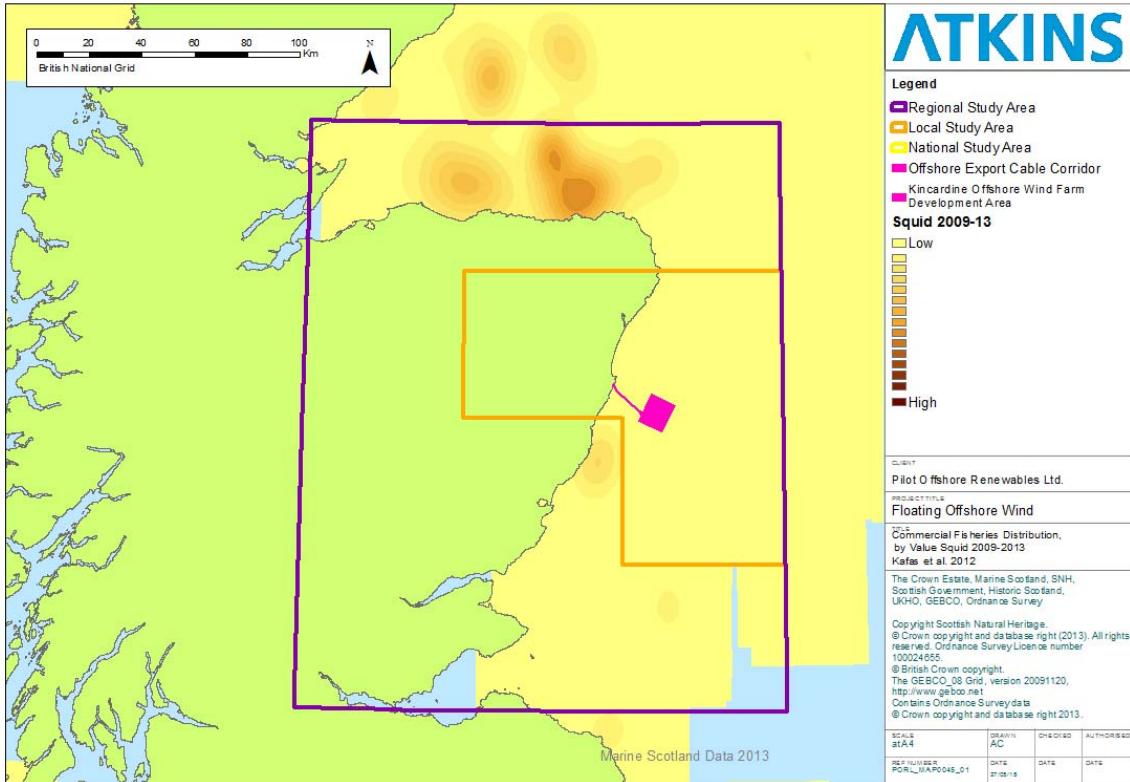 0 20 40 60 80 100
Km
British National Grid
N
ATKINS
Legend
Regional Study Area
Local Study Area
National Study Area
Offshore Export Cable Corridor
Kincardine Offshore Wind Farm
Development Area
Squid 2009-13
Low
High
CLIENT
Pilot Offshore Renewables Ltd.
PROJECT TITLE
Floating Offshore Wind
TITLE
Commercial Fisheries Distribution,
by Value Squid 2009-2013
Kafas et al. 2012
The Crown Estate, Marine Scotland, SNH,
Scottish Government, Historic Scotland,
UKHO, GEBCO, Ordnance Survey
Copyright Scottish Natural Heritage.
© Crown copyright and database right (2013). All rights
reserved. Ordnance Survey Licence number
100024655.
© British Crown copyright.
The GEBCO_08 Grid, version 20091120,
http://www.gebco.net
Contains Ordnance Survey data
© Crown copyright and database right 2013.
SCALE DRAWN CHECKED AUTHORISED
at A4 AC
REF NUMBER DATE DATE DATE
PORL_MAP0045_01
Marine Scotland Data 2013